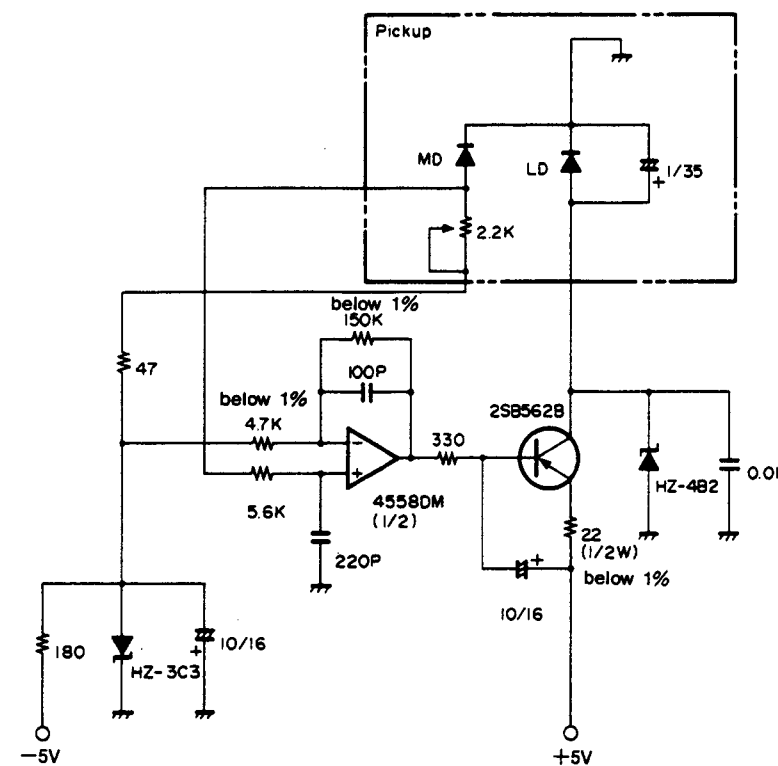 Pickup
MD
LD
1/35
+
2.2K
below 1%
150K
47
100P
below 1%
4.7K
2SB562B
330
−
+
HZ-4B2
5.6K
4558DM
(1/2)
22
(1/2W)
220P
+
below 1%
10/16
180
+
10/16
HZ-3C3
−5V
+5V